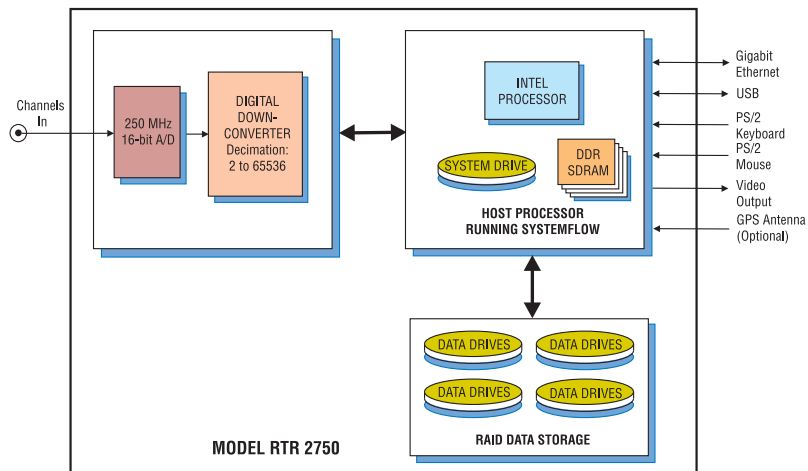 Channels
In
250 MHz
16-bit A/D
DIGITAL
DOWN-
CONVERTER
Decimation:
2 to 65536
INTEL
PROCESSOR
SYSTEM DRIVE
DDR
SDRAM
HOST PROCESSOR
RUNNING SYSTEMFLOW
Gigabit
Ethernet
USB
PS/2
Keyboard
PS/2
Mouse
Video
Output
GPS Antenna
(Optional)
DATA DRIVES
DATA DRIVES
DATA DRIVES
DATA DRIVES
RAID DATA STORAGE
MODEL RTR 2750